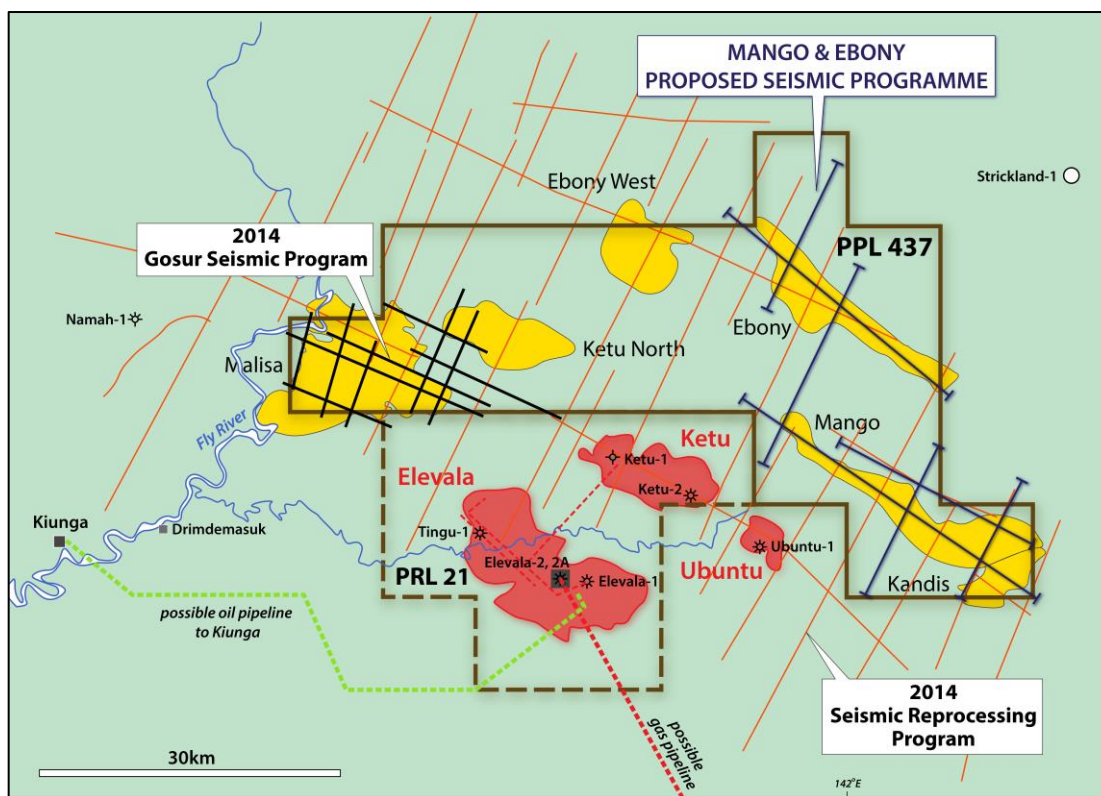 MANGO & EBONY
PROPOSED SEISMIC PROGRAMME
Strickland-1
Ebony West
2014
Gosur Seismic Program
PPL 437
Namah-1
Ebony
Malisa
Ketu North
Fly River
Mango
Ketu
Elevala
Ketu-1
Ketu-2
Kiunga
Drimdemasuk
Tingu-1
Ubuntu-1
Elevala-2, 2A
Elevala-1
PRL 21
Ubuntu
Kandis
possible oil pipeline
to Kiunga
2014
Seismic Reprocessing
Program
possible
gas pipeline
30km
142°E